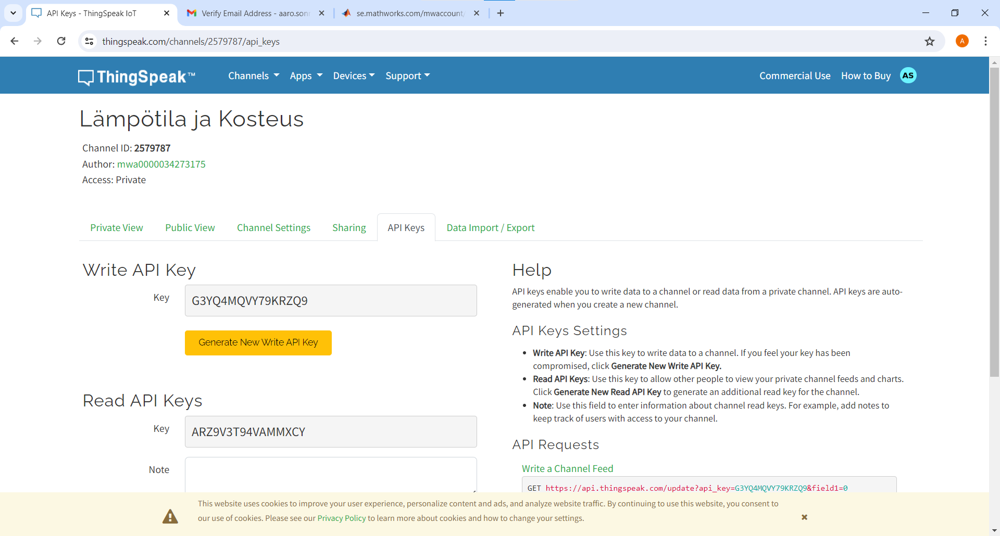 API Keys - ThingSpeak IoT
Verify Email Address - aaro.son
se.mathworks.com/mwaccount/
thingspeak.com/channels/2579787/api_keys
A
ThingSpeak™
Channels
Apps
Devices
Support
Commercial Use
How to Buy
AS
Lämpötila ja Kosteus
Channel ID: 2579787
Author: mwa0000034273175
Access: Private
Private View
Public View
Channel Settings
Sharing
API Keys
Data Import / Export
Write API Key
Key
G3YQ4MQVY79KRZQ9
Generate New Write API Key
Read API Keys
Key
ARZ9V3T94VAMMXCY
Note
Help
API keys enable you to write data to a channel or read data from a private channel. API keys are auto-
generated when you create a new channel.
API Keys Settings
• Write API Key: Use this key to write data to a channel. If you feel your key has been
compromised, click Generate New Write API Key.
• Read API Keys: Use this key to allow other people to view your private channel feeds and charts.
Click Generate New Read API Key to generate an additional read key for the channel.
• Note: Use this field to enter information about channel read keys. For example, add notes to
keep track of users with access to your channel.
API Requests
Write a Channel Feed
GET https://api.thingspeak.com/update?api_key=G3YQ4MQVY79KRZQ9&field1=0
This website uses cookies to improve your user experience, personalize content and ads, and analyze website traffic. By continuing to use this website, you consent to
our use of cookies. Please see our Privacy Policy to learn more about cookies and how to change your settings.